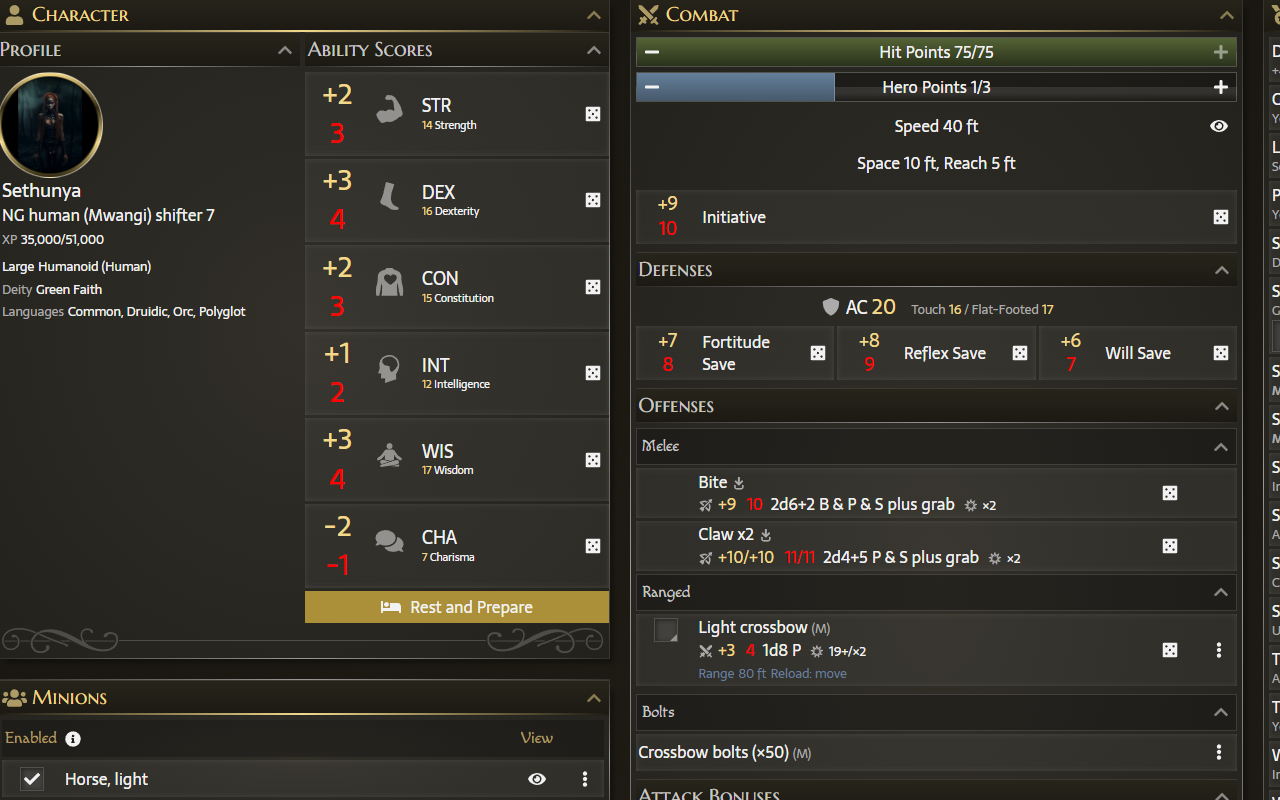 Character
Profile
Sethunya
NG human (Mwangi) shifter 7
XP 35,000/51,000
Large Humanoid (Human)
Deity Green Faith
Languages Common, Druidic, Orc, Polyglot
Ability Scores
+2
3
STR
14 Strength
+3
4
DEX
16 Dexterity
+2
3
CON
15 Constitution
+1
2
INT
12 Intelligence
+3
4
WIS
17 Wisdom
-2
-1
CHA
7 Charisma
Rest and Prepare
Minions
Enabled
View
Horse, light
Combat
Hit Points 75/75
Hero Points 1/3
Speed 40 ft
Space 10 ft, Reach 5 ft
+9
10
Initiative
Defenses
AC 20 Touch 16 / Flat-Footed 17
+7
8
Fortitude
Save
+8
9
Reflex Save
+6
7
Will Save
Offenses
Melee
Bite
+9 10 2d6+2 B & P & S plus grab ×2
Claw x2
+10/+10 11/11 2d4+5 P & S plus grab ×2
Ranged
Light crossbow (M)
+3 4 1d8 P 19+/×2
Range 80 ft Reload: move
Bolts
Crossbow bolts (×50) (M)
Attack Bonuses